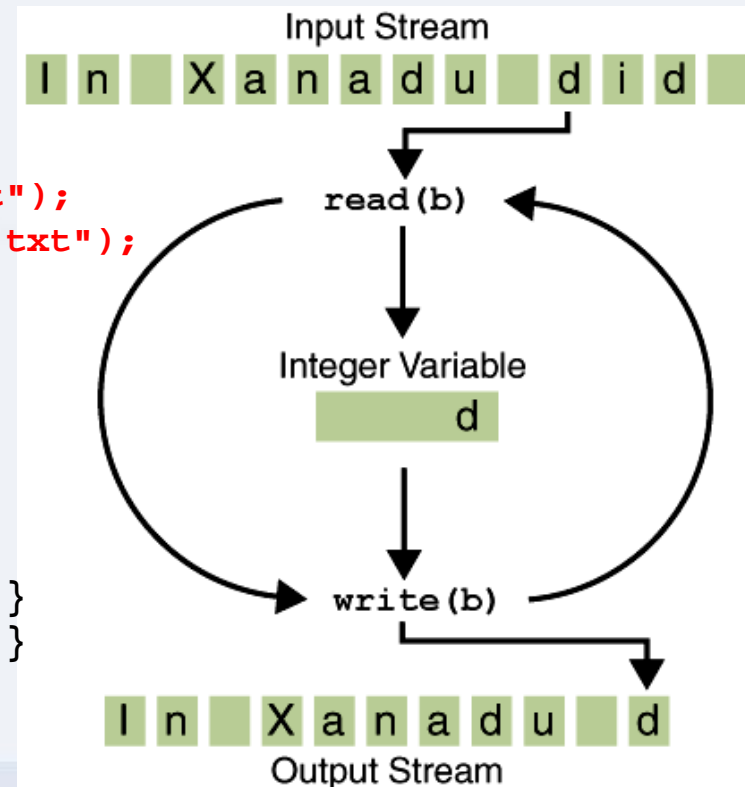 Input Stream
I n   X a n a d u   d i d
t");
read(b)
txt");
Integer Variable
d
}
write(b)
}
I n   X a n a d u   d
Output Stream